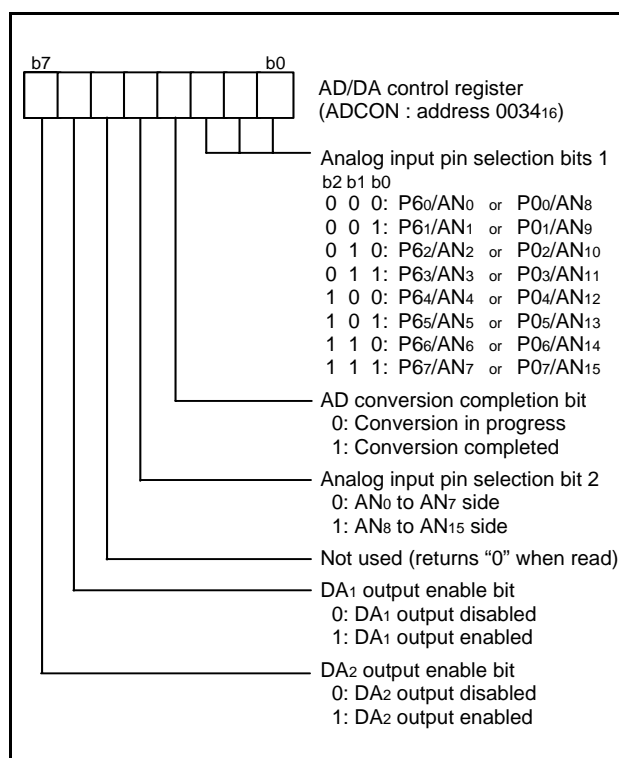 b7 b0
AD/DA control register
(ADCON : address 003416)
Analog input pin selection bits 1
b2 b1 b0
0 0 0: P60/AN0 or P00/AN8
0 0 1: P61/AN1 or P01/AN9
0 1 0: P62/AN2 or P02/AN10
0 1 1: P63/AN3 or P03/AN11
1 0 0: P64/AN4 or P04/AN12
1 0 1: P65/AN5 or P05/AN13
1 1 0: P66/AN6 or P06/AN14
1 1 1: P67/AN7 or P07/AN15
AD conversion completion bit
0: Conversion in progress
1: Conversion completed
Analog input pin selection bit 2
0: AN0 to AN7 side
1: AN8 to AN15 side
Not used (returns “0” when read)
DA1 output enable bit
0: DA1 output disabled
1: DA1 output enabled
DA2 output enable bit
0: DA2 output disabled
1: DA2 output enabled